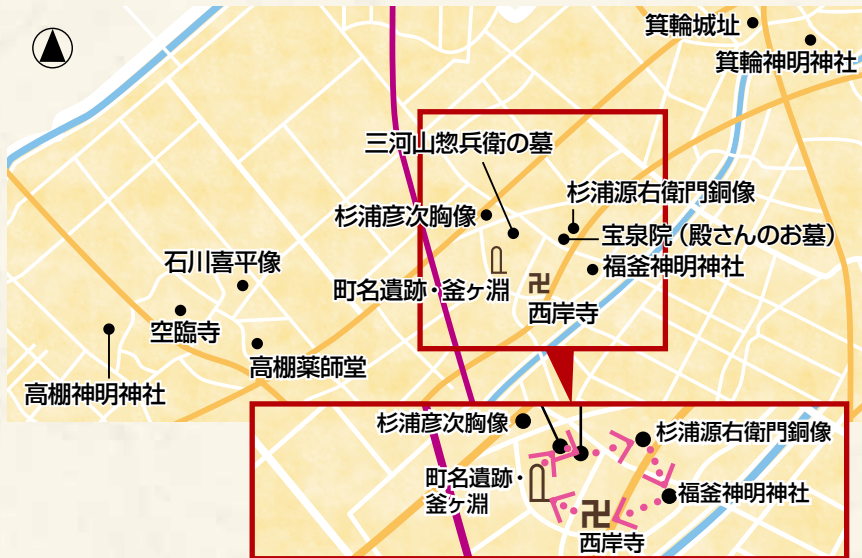 箕輪城址
箕輪神明神社
三河山惣兵衛の墓
杉浦源右衛門銅像
杉浦彦次胸像
宝泉院（殿さんのお墓）
石川喜平像
福釜神明神社
町名遺跡・釜ヶ淵
空臨寺
西岸寺
高棚薬師堂
高棚神明神社
杉浦彦次胸像
杉浦源右衛門銅像
町名遺跡・
釜ヶ淵
福釜神明神社
西岸寺